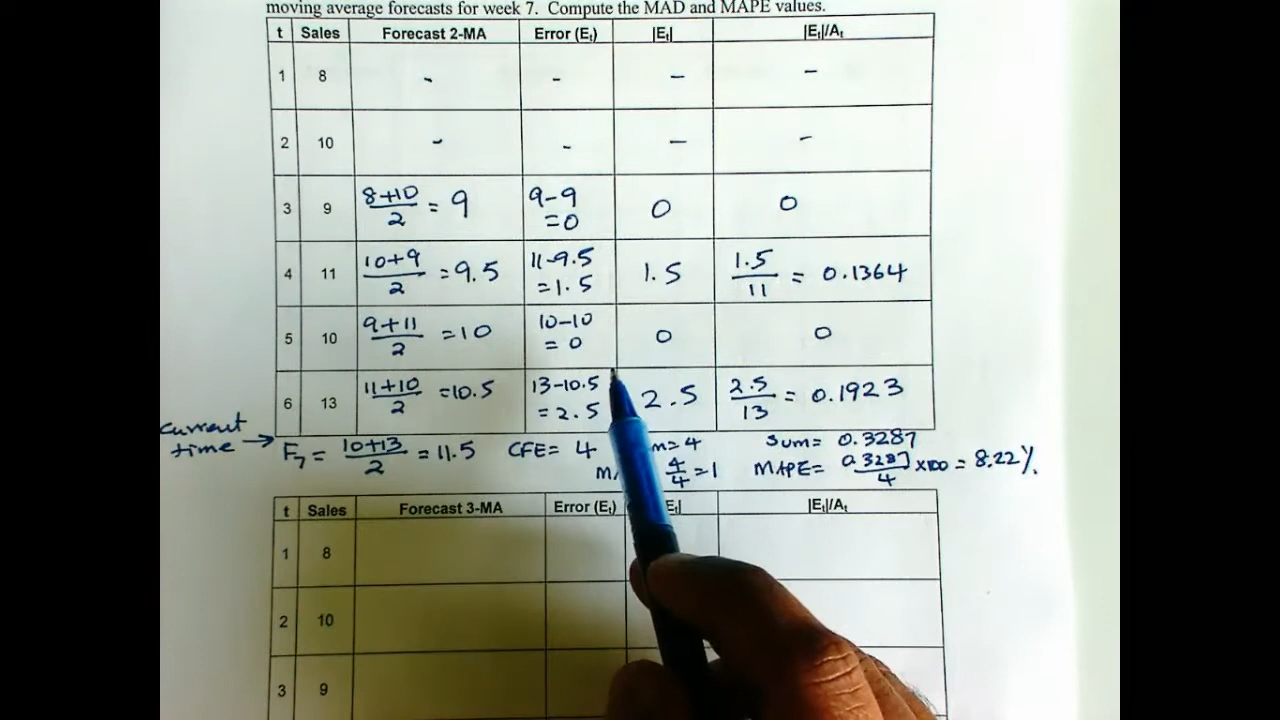 moving average forecasts for week 7. Compute the MAD and MAPE values.
t Sales Forecast 2-MA Error (Et) |Et| |Et|/At
1 8 - - - -
2 10 - - - -
3 9 8+10/2 = 9 9-9 =0 0 0
4 11 10+9/2 =9.5 11-9.5 =1.5 1.5 1.5/11 = 0.1364
5 10 9+11/2 =10 10-10 = 0 0 0
6 13 11+10/2 =10.5 13-10.5 = 2.5 2.5 2.5/13 = 0.1923
current time → F7 = 10+13/2 = 11.5 CFE= 4 n=4 Sum= 0.3287
4/4 =1 MAPE= 0.3287/4 ×100 = 8.22%.
t Sales Forecast 3-MA Error (Et) |Et|/At
1 8
2 10
3 9